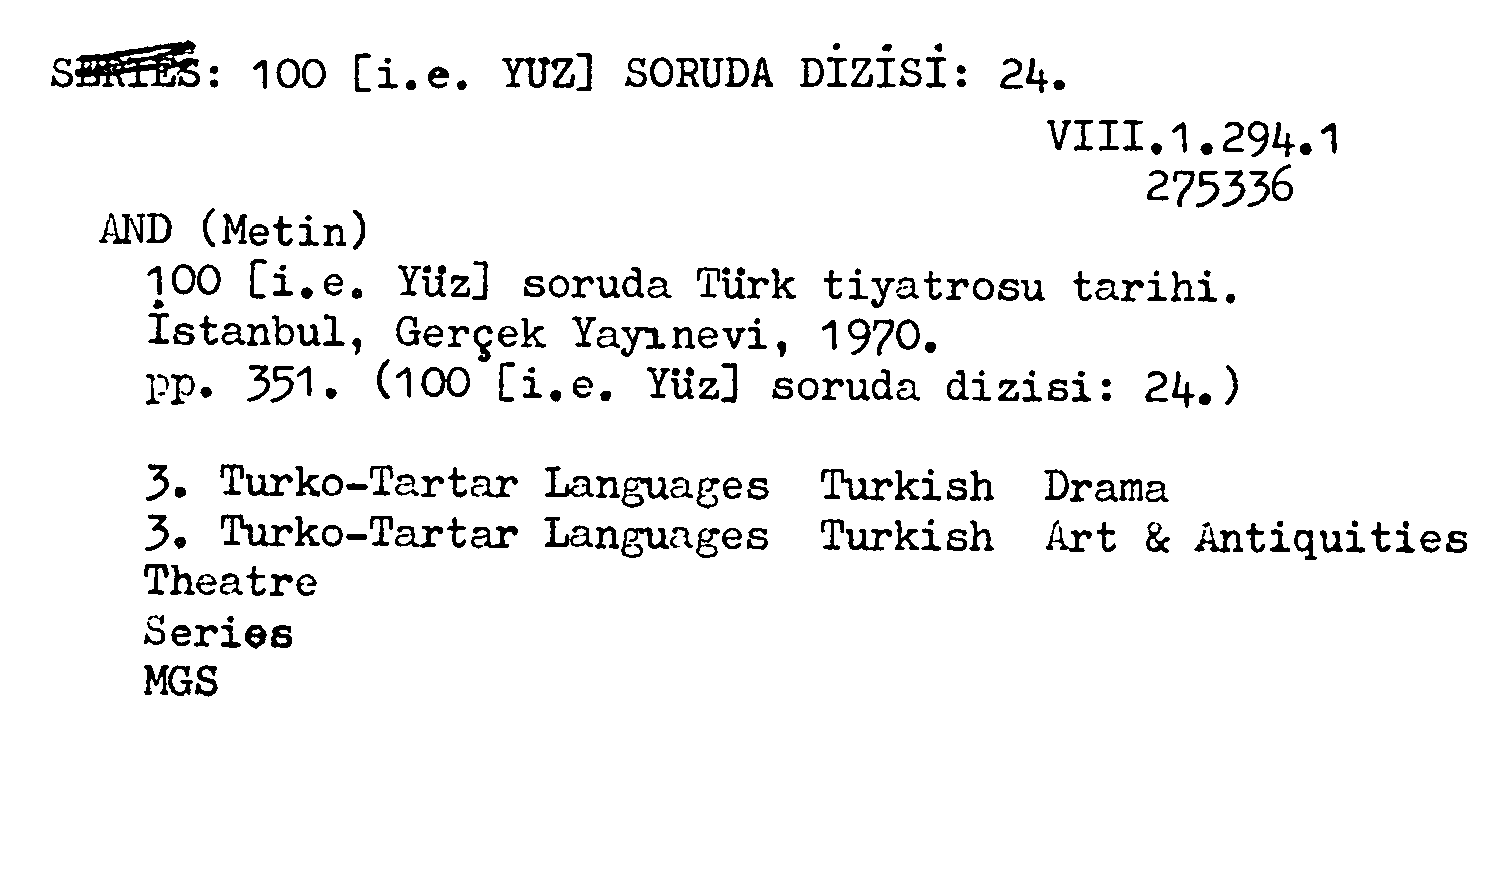 SERIES: 100 [i.e. YUZ] SORUDA DİZİSİ: 24.
VIII.1.294.1
275336
AND (Metin)
100 [i.e. Yüz] soruda Türk tiyatrosu tarihi.
İstanbul, Gerçek Yayınevi, 1970.
pp. 351. (100 [i.e. Yüz] soruda dizisi: 24.)
3. Turko-Tartar Languages Turkish Drama
3. Turko-Tartar Languages Turkish Art & Antiquities
Theatre
Series
MGS